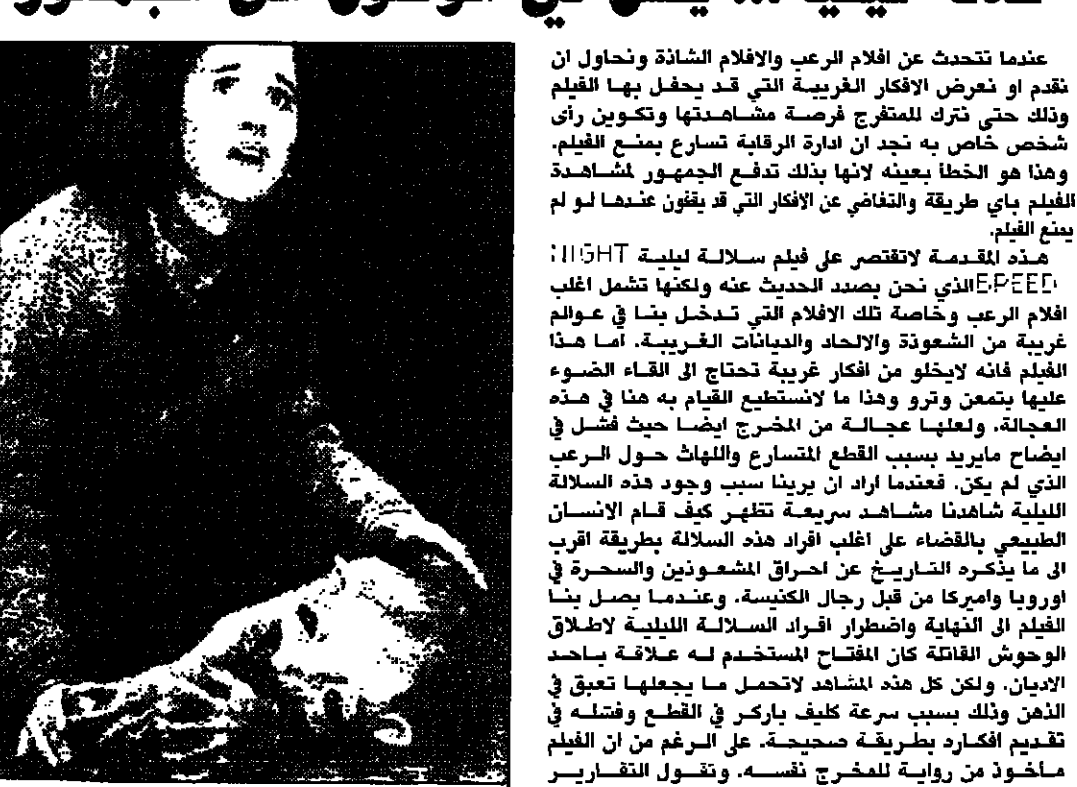 عندما نتحدث عن افلام الرعب والافلام الشاذة ونحاول ان
نقدم او نعرض الافكار الغريبة التي قد يحفل بها الفيلم
وذلك حتى نترك للمتفرج فرصة مشاهدتها وتكوين رأى
شخص خاص به نجد ان ادارة الرقابة تسارع بمنع الفيلم.
وهذا هو الخطأ بعينه لانها بذلك تدفع الجمهور لمشاهدة
الفيلم باي طريقة والتغاضي عن الافكار التي قد يقفون عندها لو لم
يمنع الفيلم.
هذه المقدمة لاتقتصر على فيلم سلالة ليلية NIGHT
BREED الذي نحن بصدد الحديث عنه ولكنها تشمل اغلب
افلام الرعب وخاصة تلك الافلام التي تدخل بنا في عوالم
غريبة من الشعوذة والالحاد والديانات الغريبة. اما هذا
الفيلم فانه لايخلو من افكار غريبة تحتاج الى القاء الضوء
عليها بتمعن وترو وهذا ما لانستطيع القيام به هنا في هذه
العجالة. ولعلها عجالة من المخرج ايضا حيث فشل في
ايضاح مايريد بسبب القطع المتسارع واللهاث حول الرعب
الذي لم يكن. فعندما اراد ان يرينا سبب وجود هذه السلالة
الليلية شاهدنا مشاهد سريعة تظهر كيف قام الانسان
الطبيعي بالقضاء على اغلب افراد هذه السلالة بطريقة اقرب
الى ما يذكره التاريخ عن احراق المشعوذين والسحرة في
اوروبا واميركا من قبل رجال الكنيسة. وعندما يصل بنا
الفيلم الى النهاية واضطرار افراد السلالة الليلية لاطلاق
الوحوش القاتلة كان المفتاح المستخدم له علاقة باحد
الاديان. ولكن كل هذه المشاهد لاتحمل ما يجعلها تعبق في
الذهن وذلك بسبب سرعة كليف باركر في القطع وفشله في
تقديم افكاره بطريقة صحيحة. على الرغم من ان الفيلم
مأخوذ من رواية للمخرج نفسه. وتقول التقارير